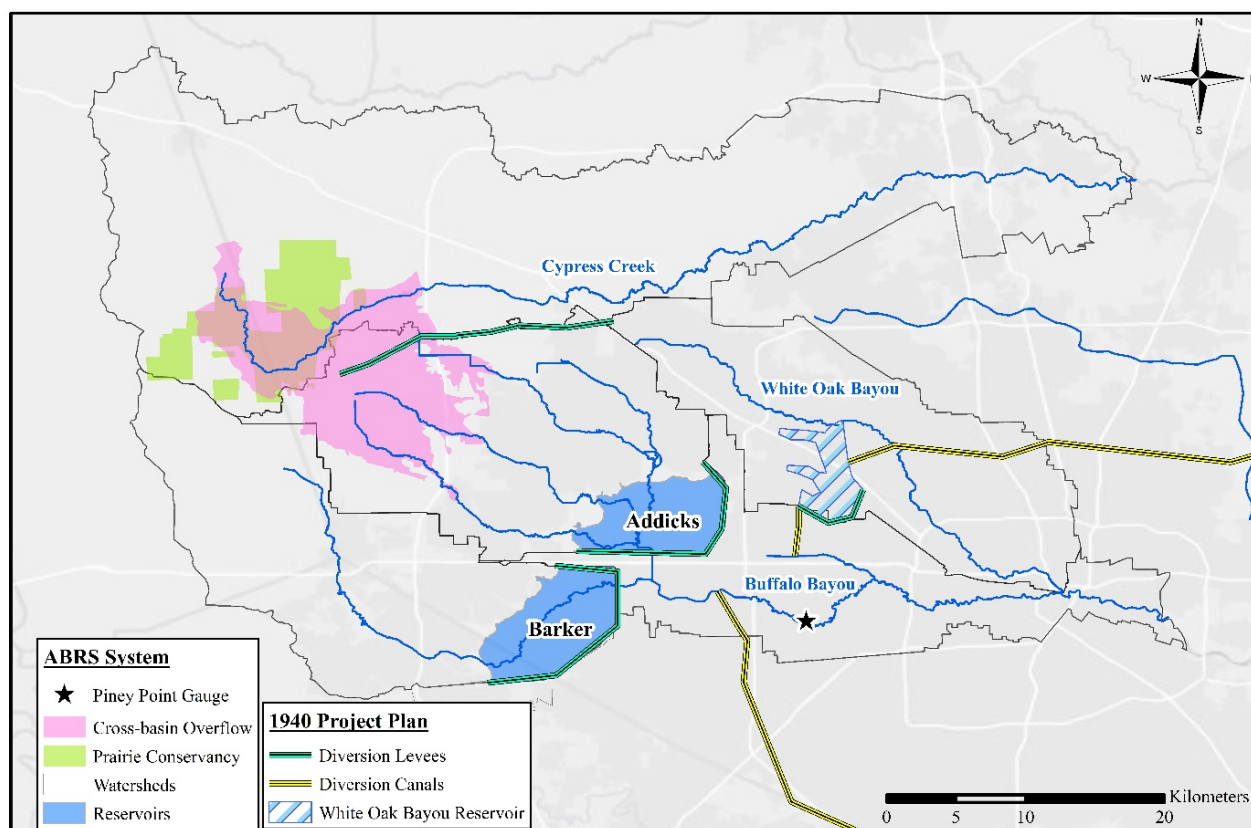 N
W
S
Cypress Creek
White Oak Bayou
Addicks
Buffalo Bayou
Barker
ABRS System
Piney Point Gauge
Cross-basin Overflow
Prairie Conservancy
Watersheds
Reservoirs
1940 Project Plan
Diversion Levees
Diversion Canals
White Oak Bayou Reservoir
Kilometers
0 5 10 20